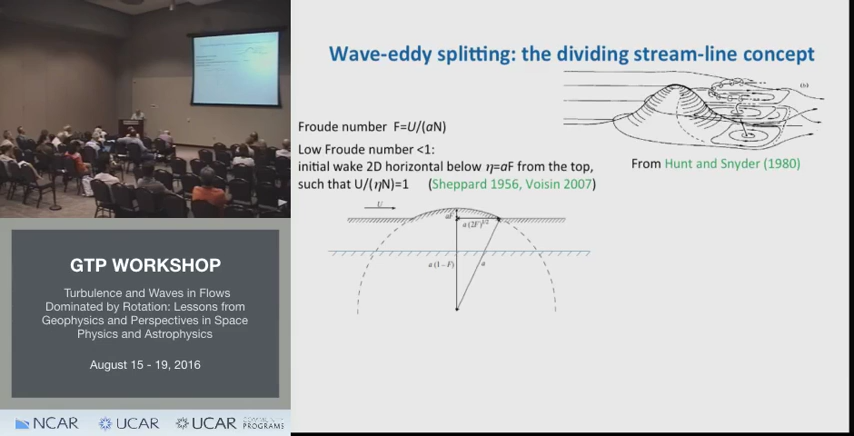 Wave-eddy splitting: the dividing stream-line concept
(b)
Froude number F=U/(aN)
Low Froude number <1:
initial wake 2D horizontal below η=aF from the top,
such that U/(ηN)=1 (Sheppard 1956, Voisin 2007)
From Hunt and Snyder (1980)
U
aF
a (2F)^1/2
a (1 – F)
a
GTP WORKSHOP
Turbulence and Waves in Flows
Dominated by Rotation: Lessons from
Geophysics and Perspectives in Space
Physics and Astrophysics
August 15 - 19, 2016
NCAR
UCAR
UCAR
PROGRAMS